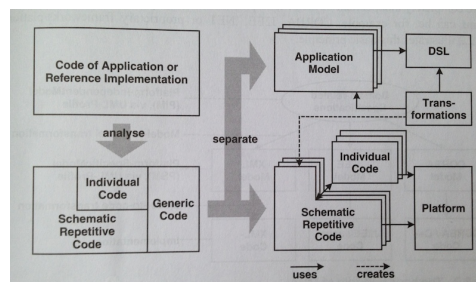 Code of Application or
Reference Implementation
analyse
Individual
Code
Schematic
Repetitive
Code
Generic
Code
separate
Application
Model
DSL
Trans-
formations
Individual
Code
Schematic
Repetitive
Code
Platform
uses
creates